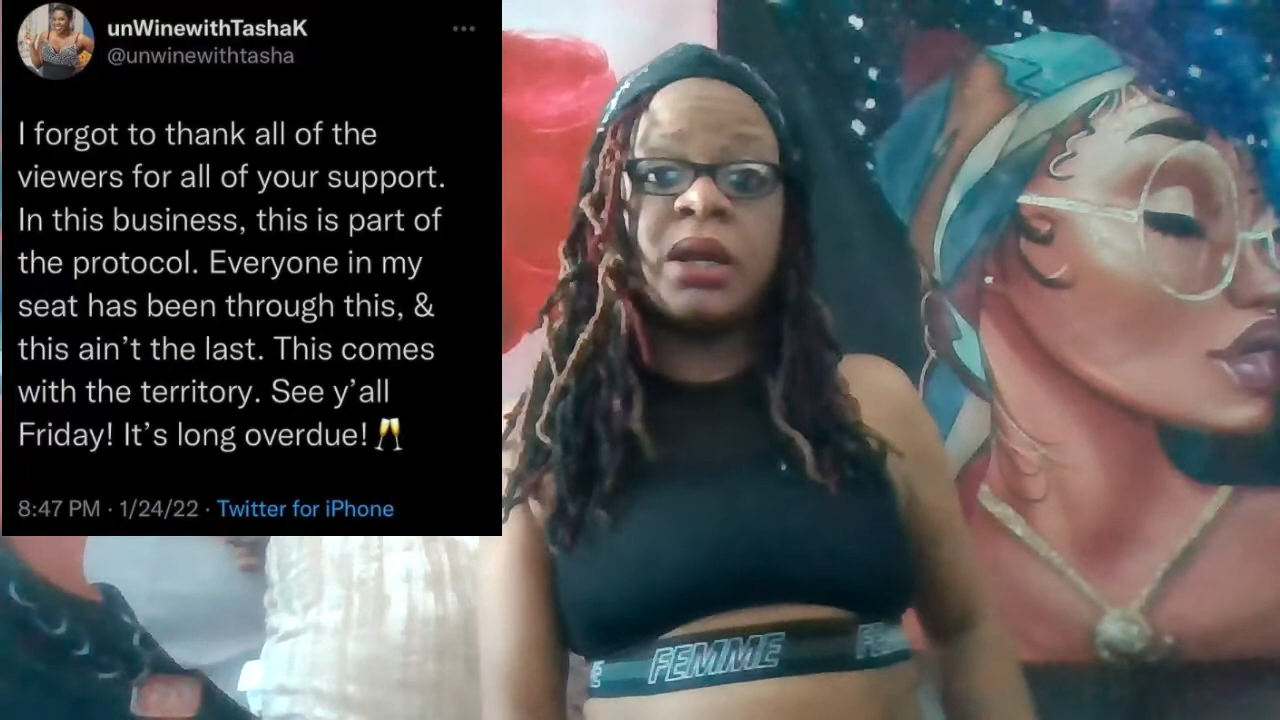 unWinewithTashaK
@unwinewithtasha
I forgot to thank all of the
viewers for all of your support.
In this business, this is part of
the protocol. Everyone in my
seat has been through this, &
this ain’t the last. This comes
with the territory. See y’all
Friday! It’s long overdue! 🥂
8:47 PM · 1/24/22 · Twitter for iPhone
FEMME